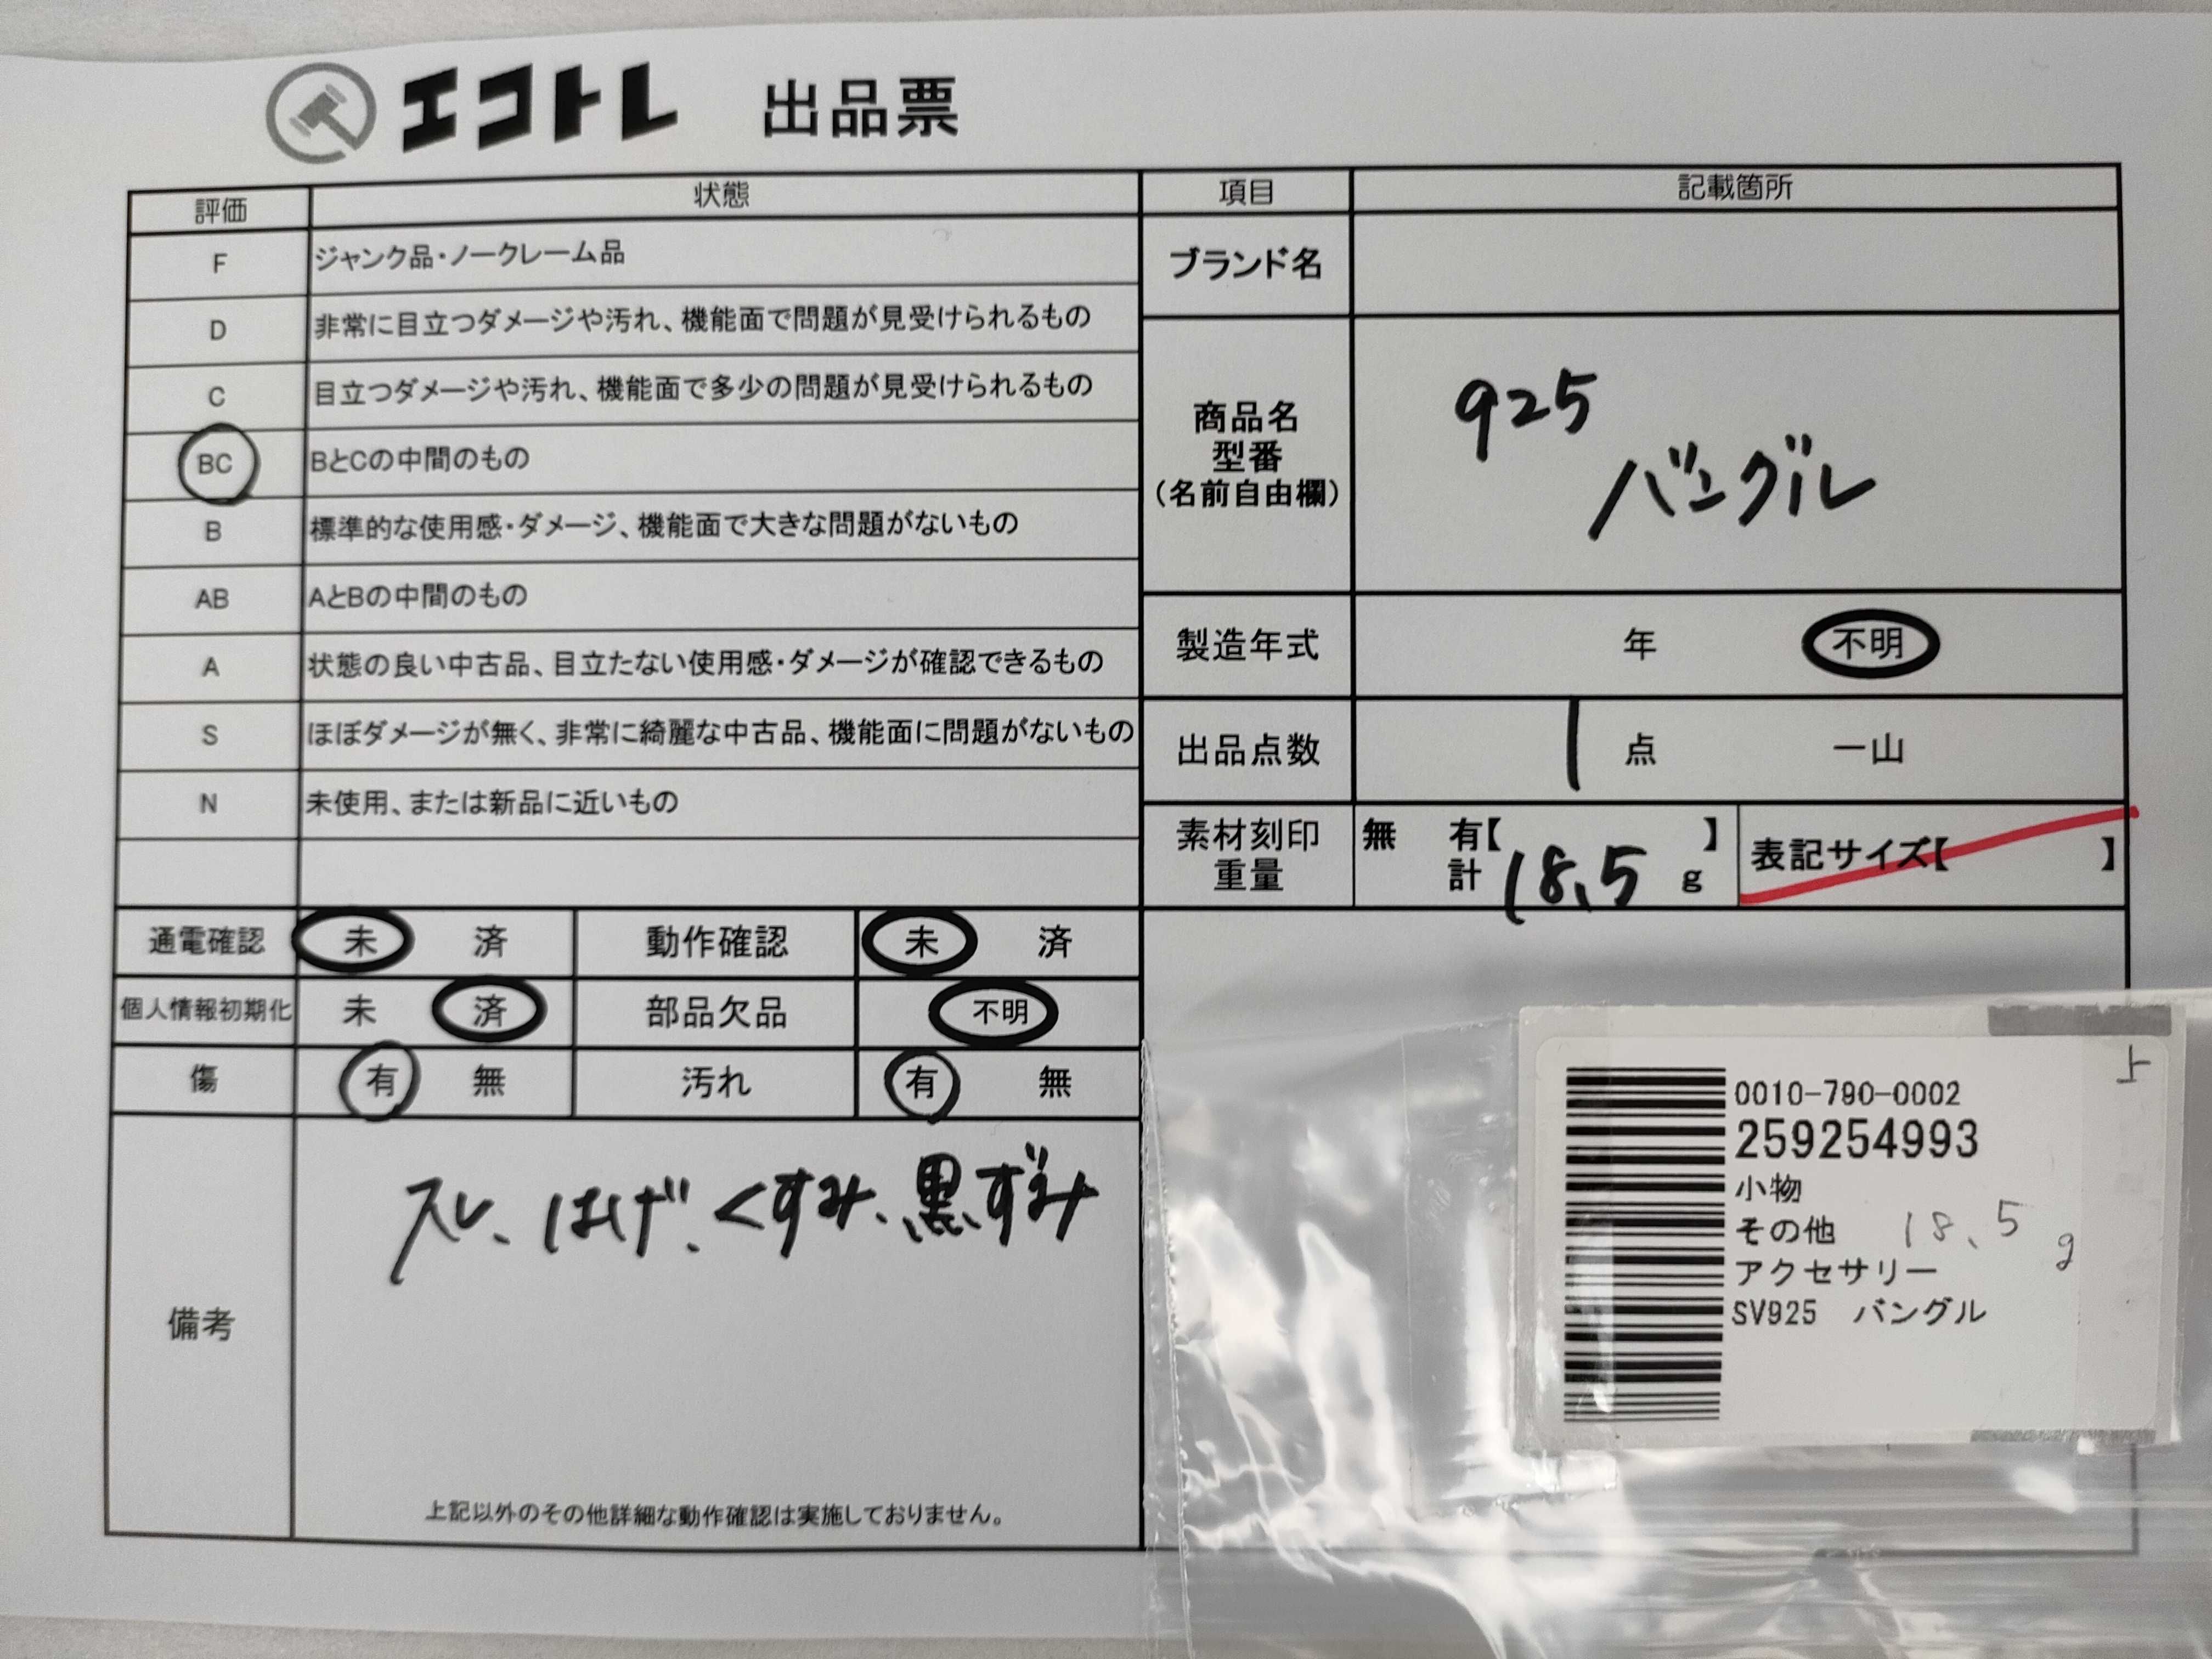 エコトレ 出品票
評価 状態
F ジャンク品・ノークレーム品
D 非常に目立つダメージや汚れ、機能面で問題が見受けられるもの
C 目立つダメージや汚れ、機能面で多少の問題が見受けられるもの
BC BとCの中間のもの
B 標準的な使用感・ダメージ、機能面で大きな問題がないもの
AB AとBの中間のもの
A 状態の良い中古品、目立たない使用感・ダメージが確認できるもの
S ほぼダメージが無く、非常に綺麗な中古品、機能面に問題がないもの
N 未使用、または新品に近いもの
通電確認 未 済 動作確認 未 済
個人情報初期化 未 済 部品欠品 不明
傷 有 無 汚れ 有 無
備考
スレ、はげ、くすみ、黒ずみ
上記以外のその他詳細な動作確認は実施しておりません。
項目 記載箇所
ブランド名
商品名
型番
（名前自由欄）
925
バングル
製造年式 年 不明
出品点数 1 点 一山
素材刻印 無 有【 】
重量 計 18.5 g
表記サイズ【 】
上
0010-790-0002
259254993
小物
その他 18.5 g
アクセサリー
SV925 バングル